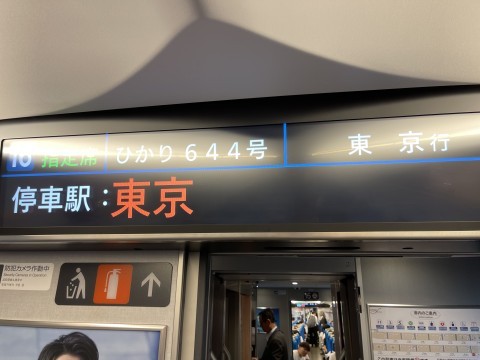 10 指定席 ひかり644号 東京行
停車駅：東京
防犯カメラ作動中